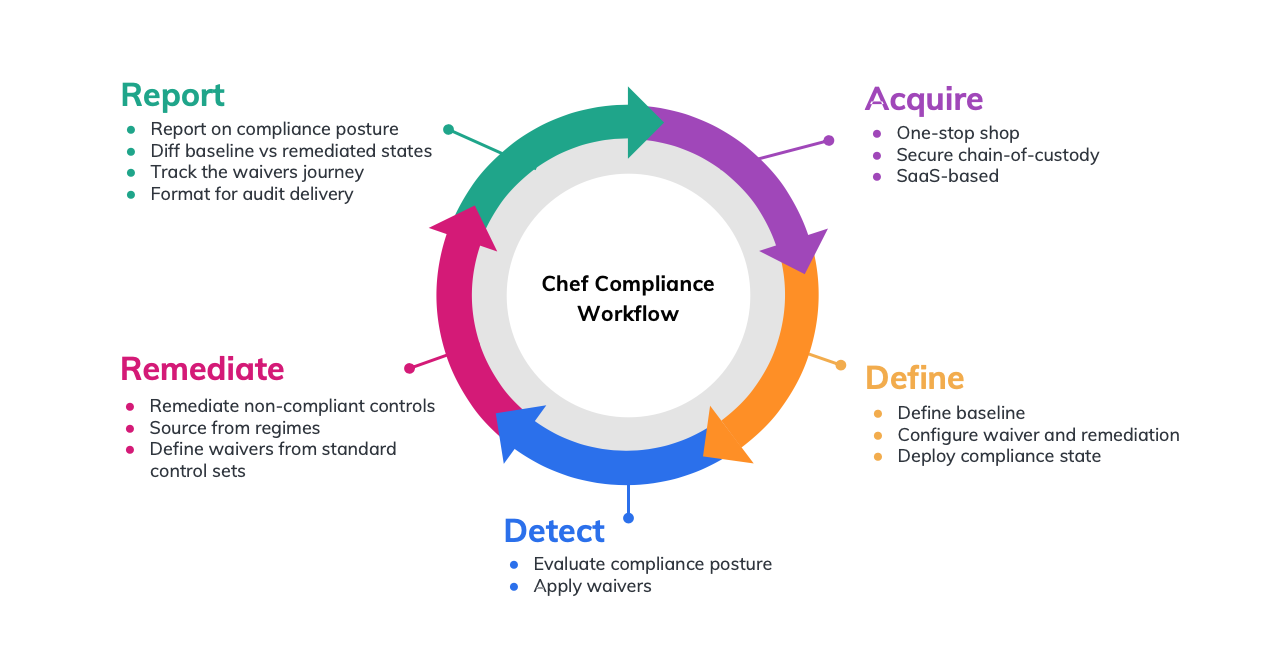 Report
Report on compliance posture
Diff baseline vs remediated states
Track the waivers journey
Format for audit delivery
Acquire
One-stop shop
Secure chain-of-custody
SaaS-based
Chef Compliance
Workflow
Remediate
Remediate non-compliant controls
Source from regimes
Define waivers from standard
control sets
Define
Define baseline
Configure waiver and remediation
Deploy compliance state
Detect
Evaluate compliance posture
Apply waivers